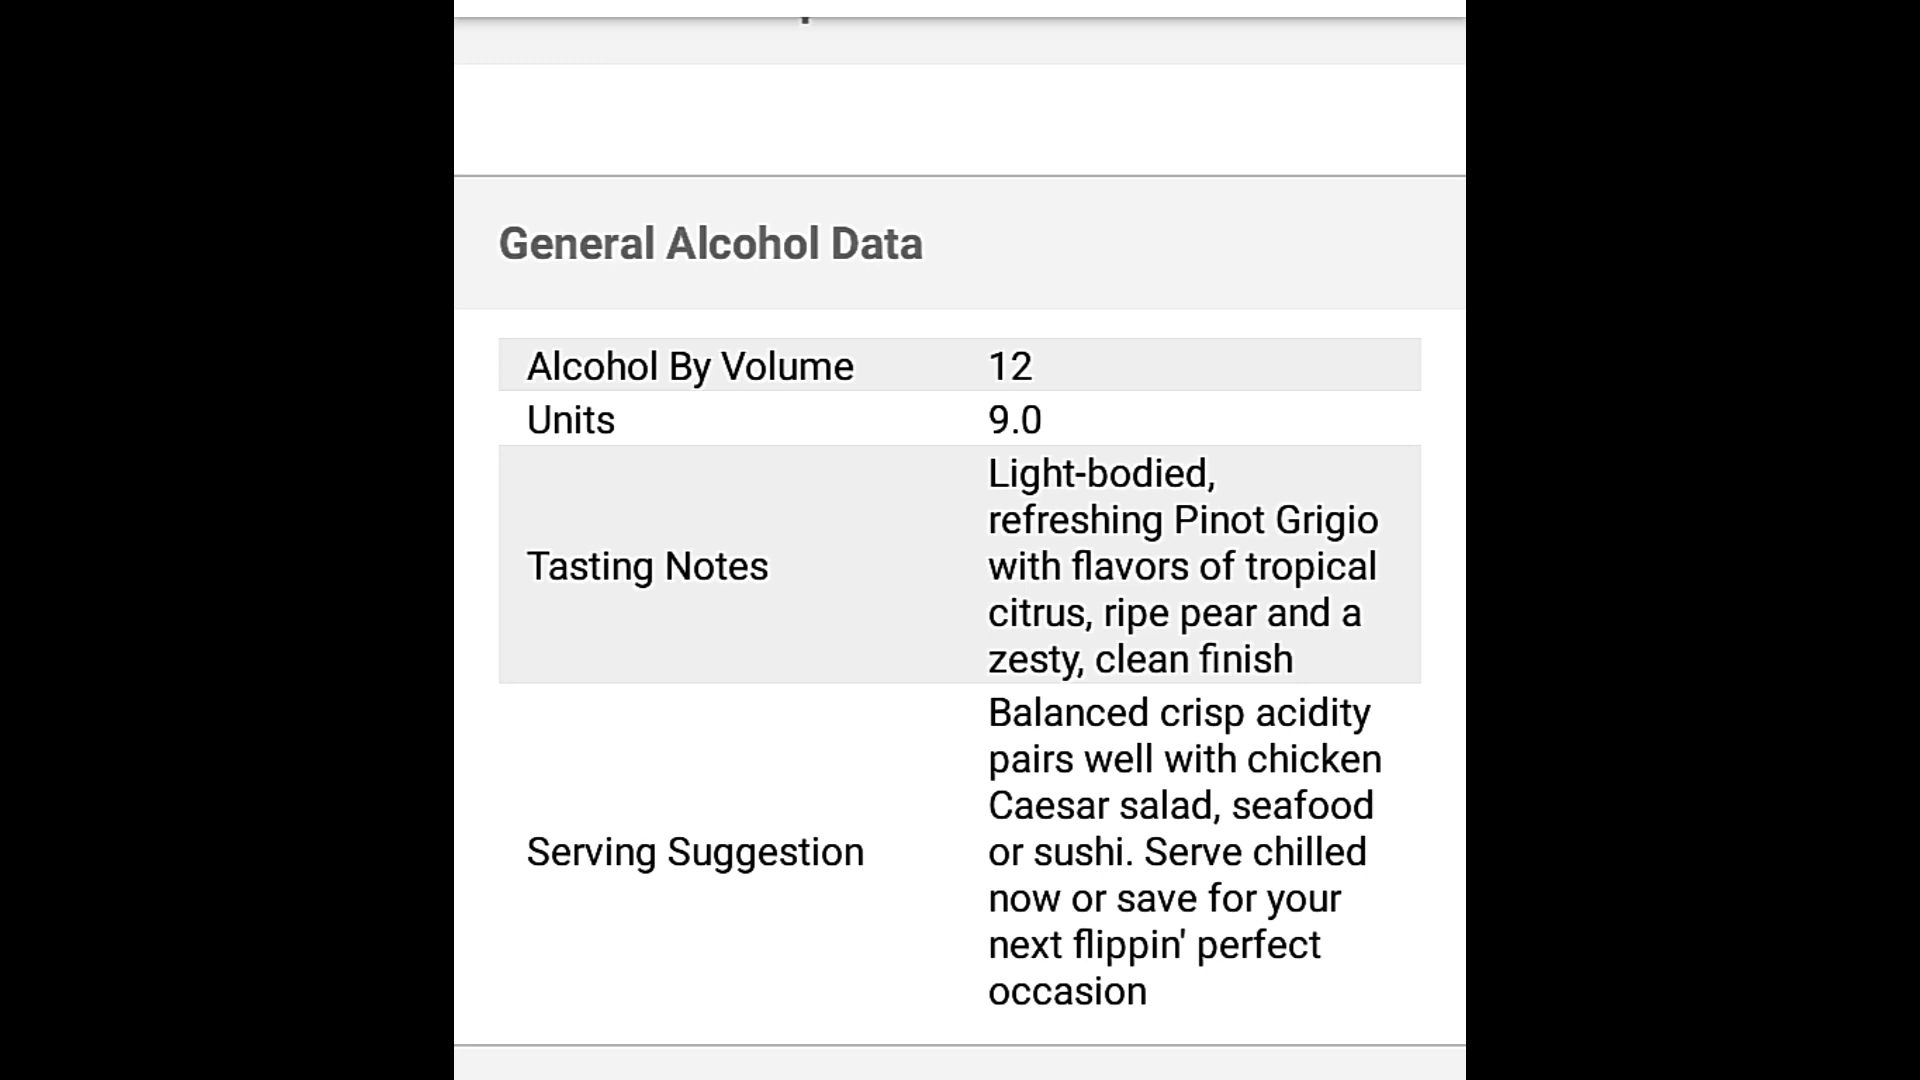 General Alcohol Data
Alcohol By Volume 12
Units 9.0
Tasting Notes
Light-bodied,
refreshing Pinot Grigio
with flavors of tropical
citrus, ripe pear and a
zesty, clean finish
Serving Suggestion
Balanced crisp acidity
pairs well with chicken
Caesar salad, seafood
or sushi. Serve chilled
now or save for your
next flippin' perfect
occasion